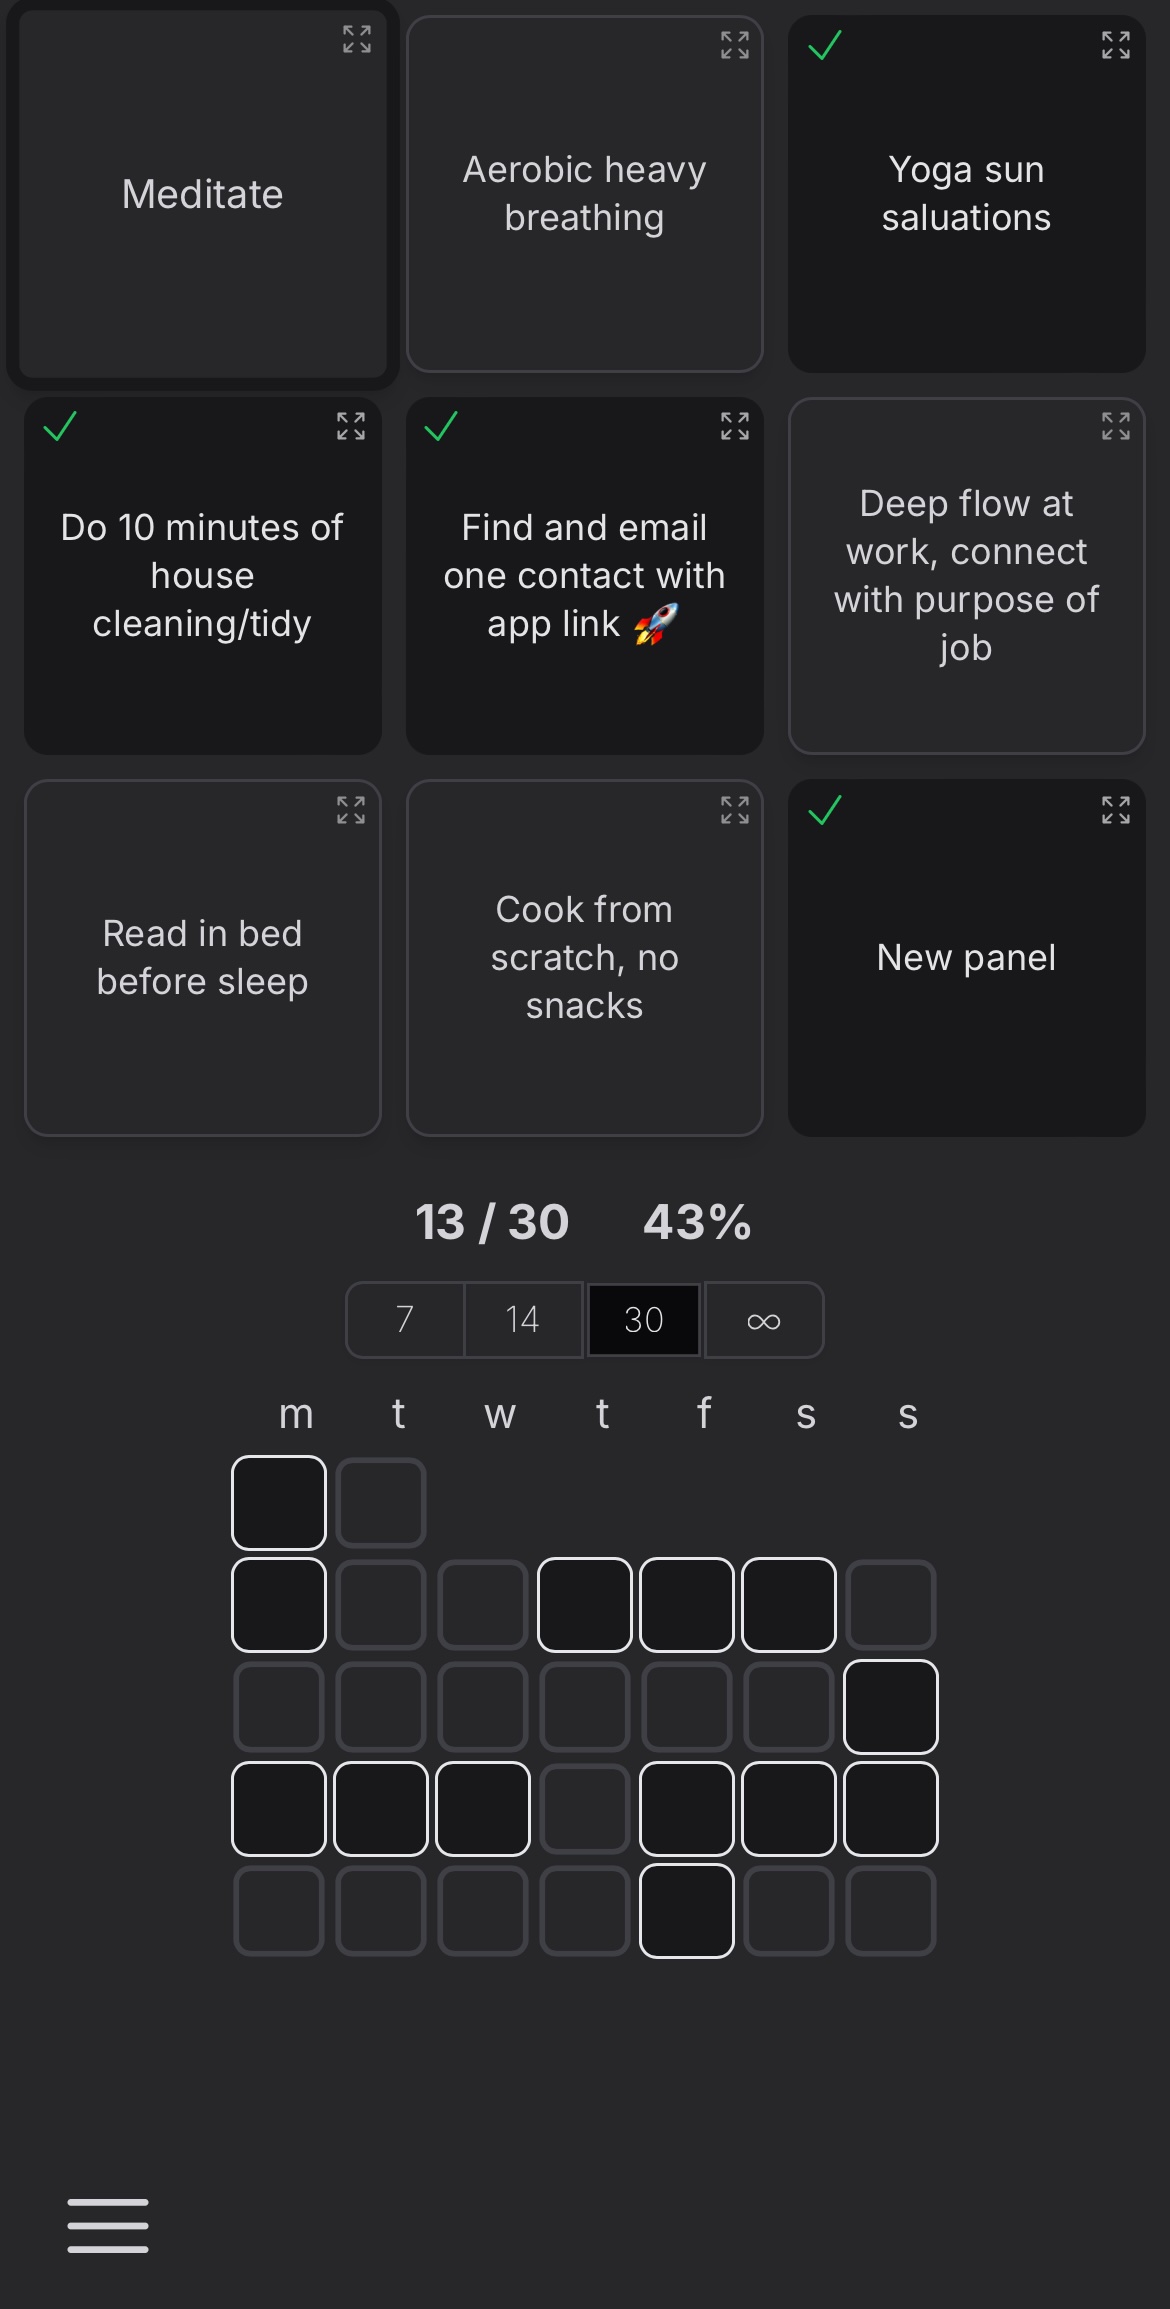 Meditate
Aerobic heavy
breathing
Yoga sun
saluations
Do 10 minutes of
house
cleaning/tidy
Find and email
one contact with
app link 🚀
Deep flow at
work, connect
with purpose of
job
Read in bed
before sleep
Cook from
scratch, no
snacks
New panel
13 / 30 43%
7 14 30 ∞
m t w t f s s